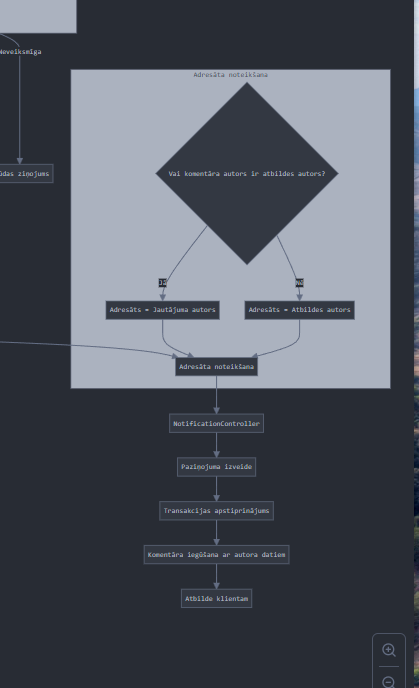 Neveiksmīga
Adresāta noteikšana
Vai komentāra autors ir atbildes autors?
ziņojums
Jā
Nē
Adresāts = Jautājuma autors
Adresāts = Atbildes autors
Adresāta noteikšana
NotificationController
Paziņojuma izveide
Transakcijas apstiprinājums
Komentāra iegūšana ar autora datiem
Atbilde klientam